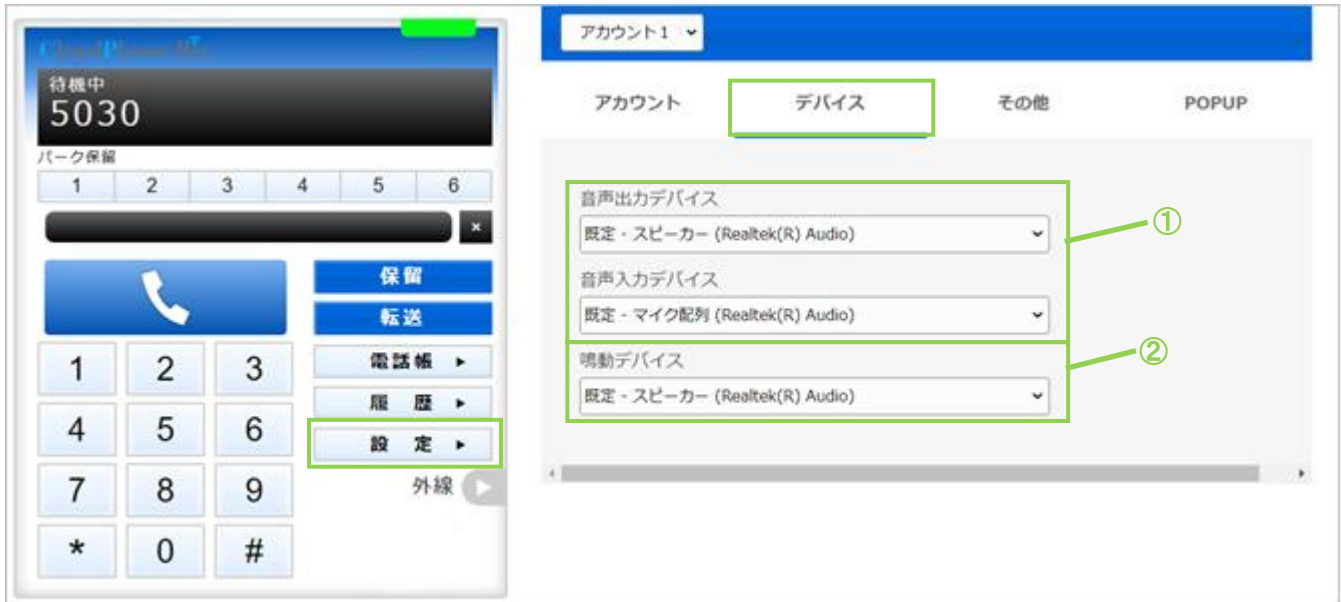 待機中
5030
パーク保留
1 2 3 4 5 6
×
保留
転送
電話帳 ▶
履 歴 ▶
設 定 ▶
外線
1 2 3
4 5 6
7 8 9
* 0 #
アカウント1
アカウント デバイス その他 POPUP
音声出力デバイス
既定 - スピーカー (Realtek(R) Audio)
①
音声入力デバイス
既定 - マイク配列 (Realtek(R) Audio)
鳴動デバイス
②
既定 - スピーカー (Realtek(R) Audio)